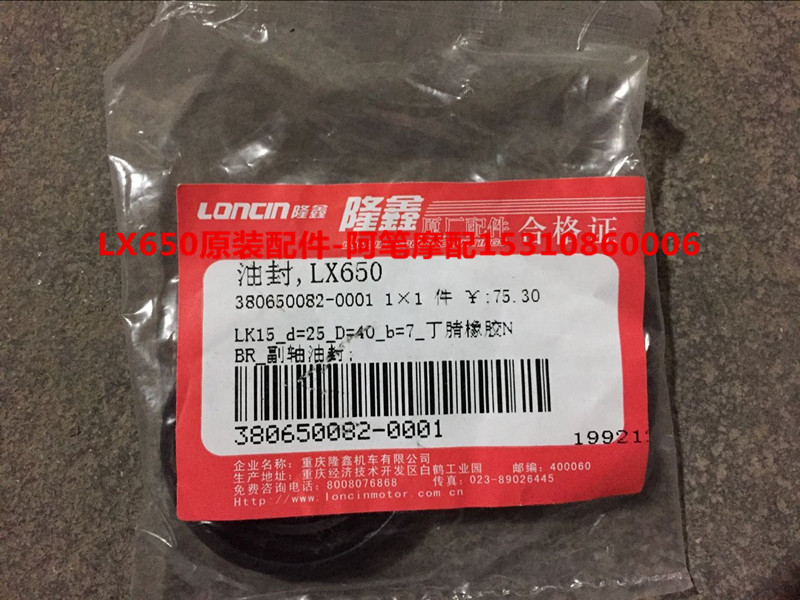 LONCIN 隆鑫 隆鑫 原厂配件 合格证
LX650原装配件-阿笔摩配15310860006
油封,LX650
380650082-0001 1×1 件 ¥:75.30
LK15_d=25_D=40_b=7_丁腈橡胶N
BR_副轴油封;
380650082-0001
199211
企业名称:重庆隆鑫机车有限公司
生产地址:重庆经济技术开发区白鹤工业园 邮编:400060
免费咨询电话:8008076868 传真:023-89026445
Http://www.loncinmotor.com.cn